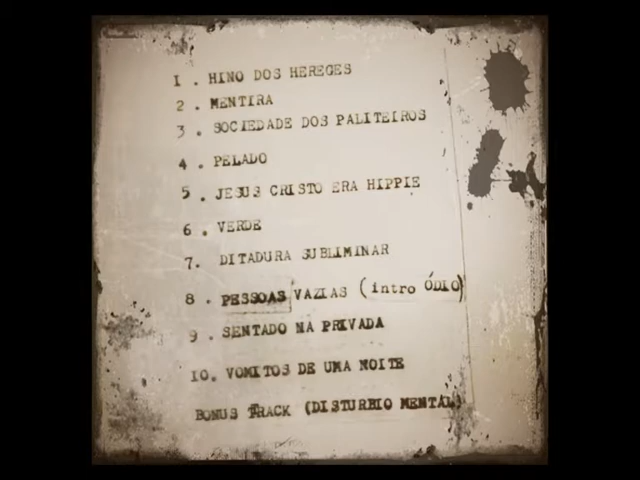 1. HINO DOS HEREGES
2. MENTIRA
3. SOCIEDADE DOS PALITEIROS
4. PELADO
5. JESUS CRISTO ERA HIPPIE
6. VERDE
7. DITADURA SUBLIMINAR
8. PESSOAS VAZIAS (intro ÓDIO)
9. SENTADO NA PRIVADA
10. VOMITOS DE UMA NOITE
BONUS TRACK (DISTURBIO MENTAL)